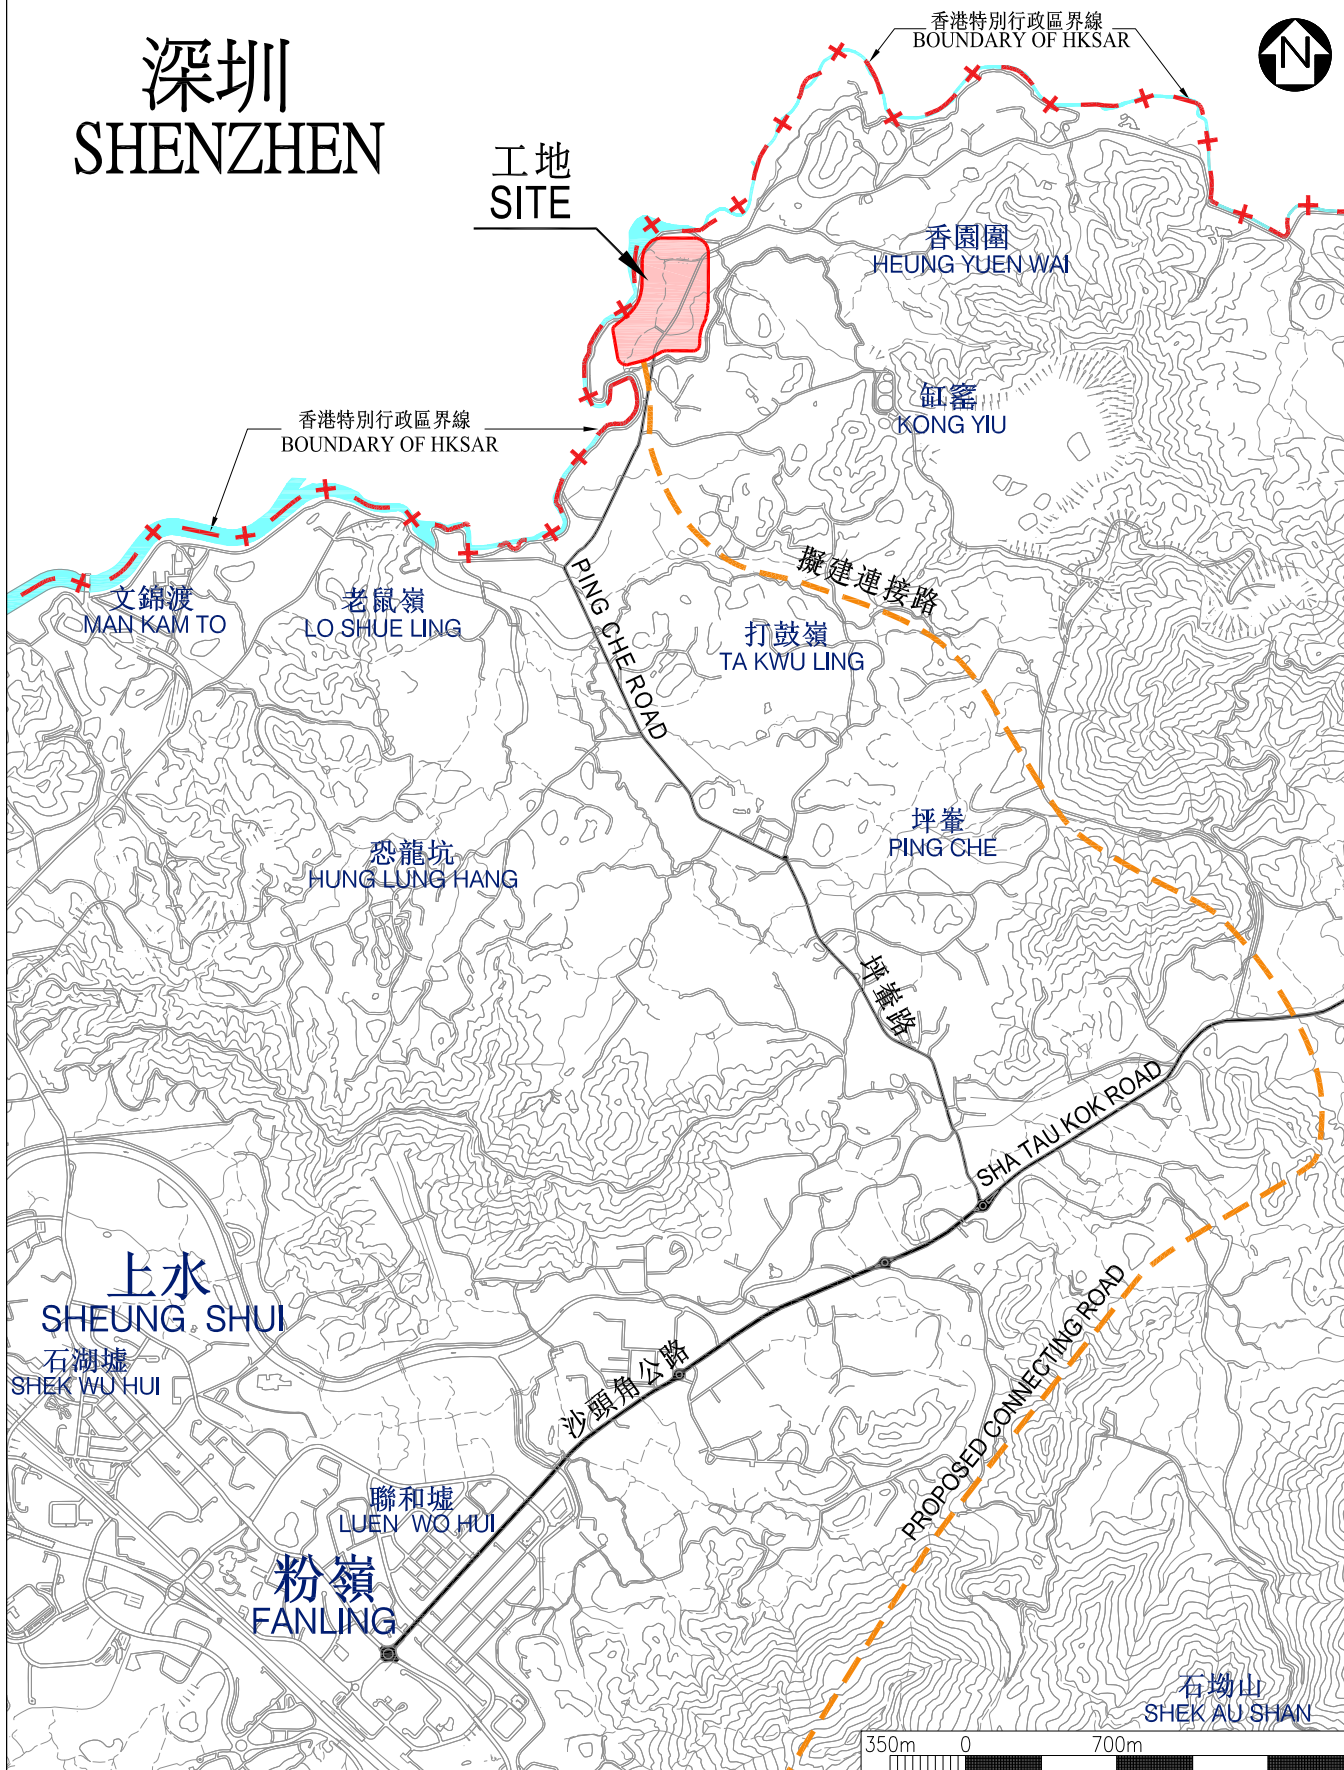 深圳
SHENZHEN
香港特別行政區界線
BOUNDARY OF HKSAR
N
工地
SITE
香園圍
HEUNG YUEN WAI
缸窰
KONG YIU
香港特別行政區界線
BOUNDARY OF HKSAR
文錦渡
MAN KAM TO
老鼠嶺
LO SHUE LING
PING CHE ROAD
擬建連接路
打鼓嶺
TA KWU LING
坪輋
PING CHE
恐龍坑
HUNG LUNG HANG
坪輋路
SHA TAU KOK ROAD
上水
SHEUNG SHUI
石湖墟
SHEK WU HUI
沙頭角公路
PROPOSED CONNECTING ROAD
聯和墟
LUEN WO HUI
粉嶺
FANLING
石坳山
SHEK AU SHAN
350m 0 700m